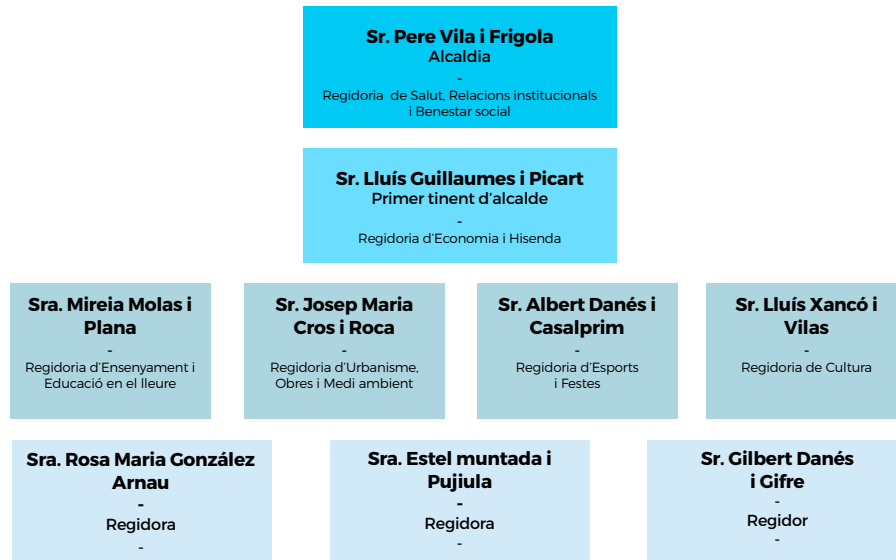 Sr. Pere Vila i Frigola
Alcaldia
-
Regidoria de Salut, Relacions institucionals
i Benestar social
Sr. Lluís Guillaumes i Picart
Primer tinent d'alcalde
-
Regidoria d'Economia i Hisenda
Sra. Mireia Molas i
Plana
-
Regidoria d'Ensenyament i
Educació en el lleure
Sr. Josep Maria
Cros i Roca
-
Regidoria d'Urbanisme,
Obres i Medi ambient
Sr. Albert Danés i
Casalprim
-
Regidoria d'Esports
i Festes
Sr. Lluís Xancó i
Vilas
-
Regidoria de Cultura
Sra. Rosa Maria González
Arnau
-
Regidora
-
Sra. Estel muntada i
Pujiula
-
Regidora
-
Sr. Gilbert Danés
i Gifre
-
Regidor
-